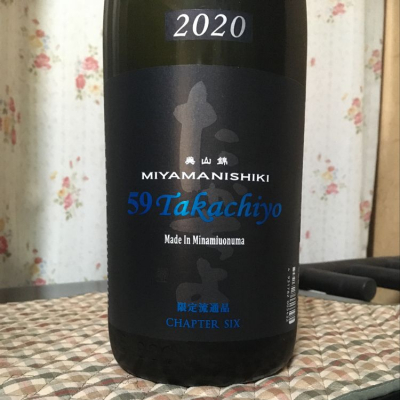 2020
美山錦
MIYAMANISHIKI
59 Takachiyo
Made In Minamiuonuma
限定流通品
CHAPTER SIX